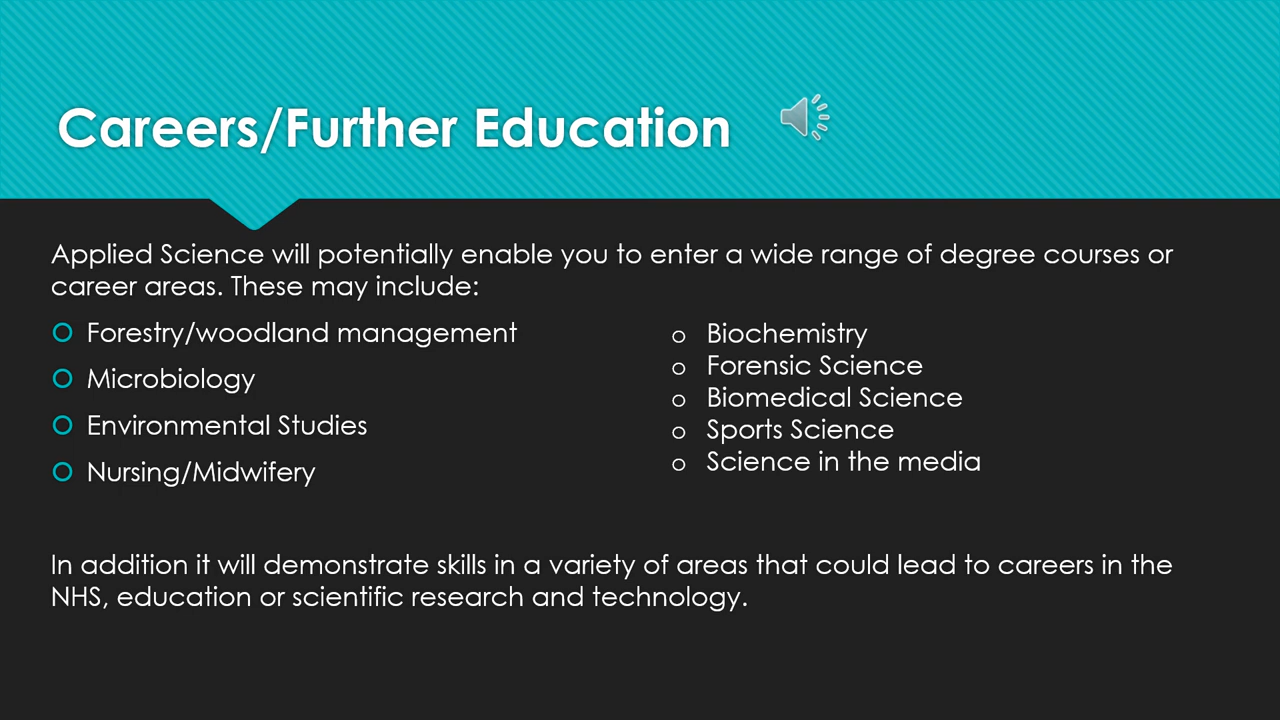 Careers/Further Education
Applied Science will potentially enable you to enter a wide range of degree courses or
career areas. These may include:
Forestry/woodland management
Microbiology
Environmental Studies
Nursing/Midwifery
Biochemistry
Forensic Science
Biomedical Science
Sports Science
Science in the media
In addition it will demonstrate skills in a variety of areas that could lead to careers in the
NHS, education or scientific research and technology.